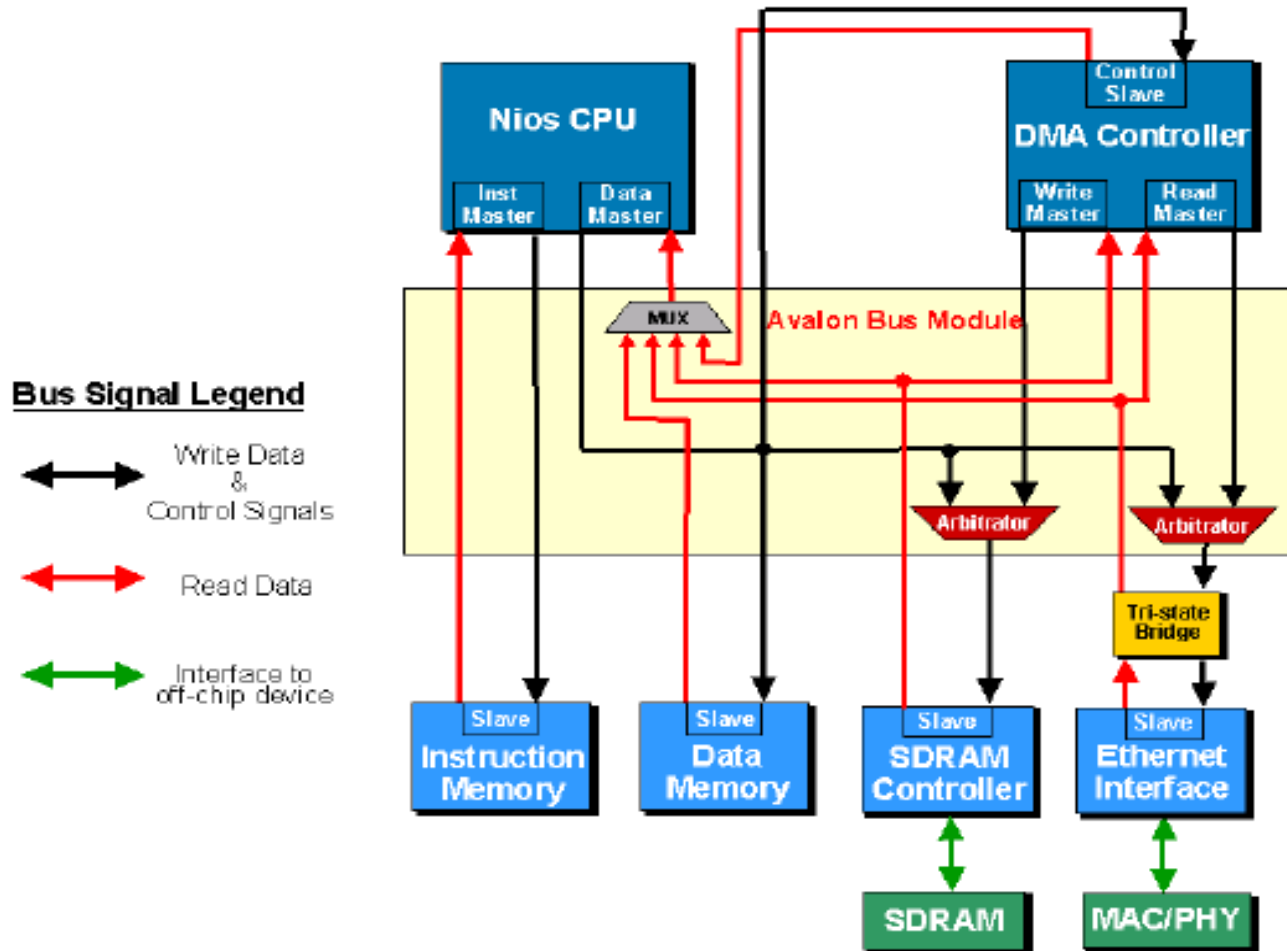 Control
Slave
Nios CPU
DMA Controller
Inst
Master
Data
Master
Write
Master
Read
Master
MUX
Avalon Bus Module
Bus Signal Legend
Write Data
&
Control Signals
Arbitrator
Arbitrator
Read Data
Tri-state
Bridge
Interface to
off-chip device
Slave
Instruction
Memory
Slave
Data
Memory
Slave
SDRAM
Controller
Slave
Ethernet
Interface
SDRAM
MAC/PHY